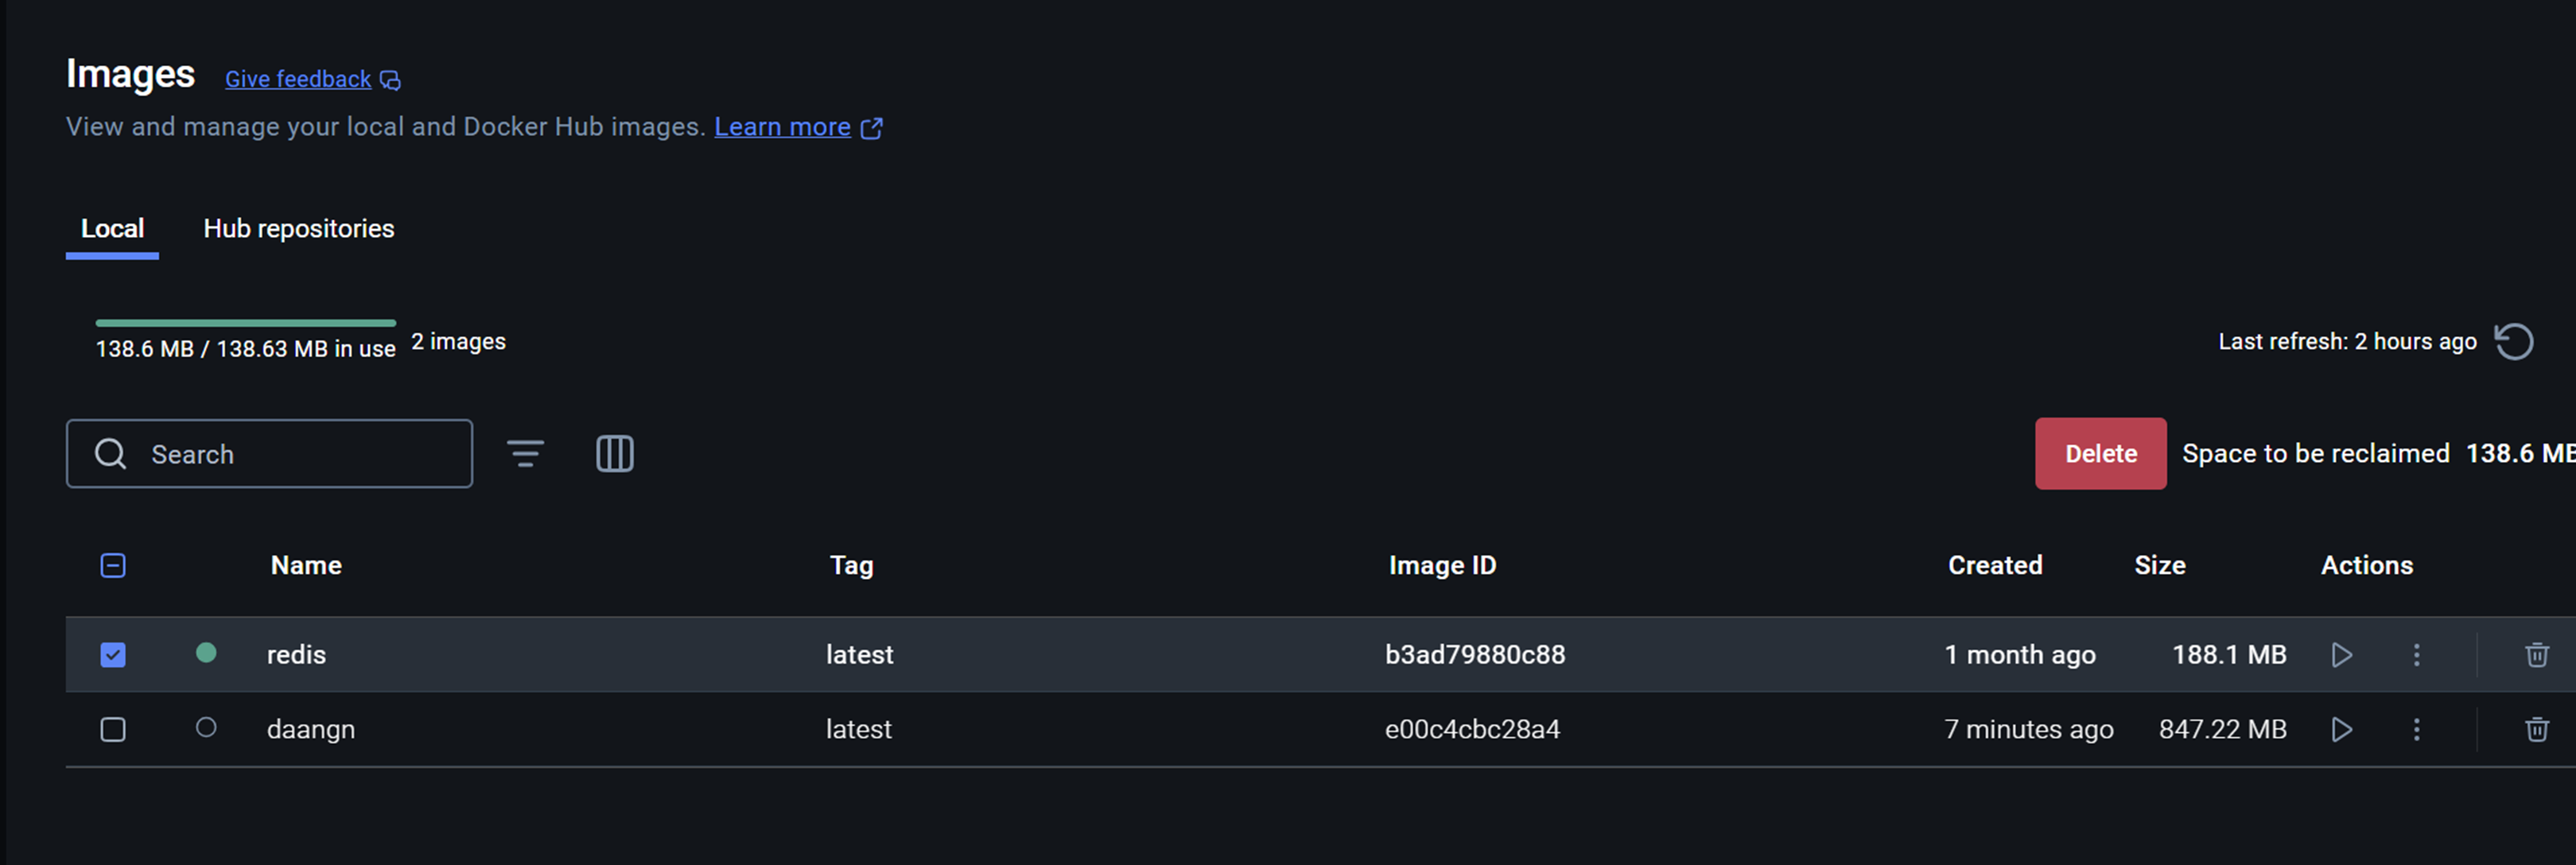 Images Give feedback
View and manage your local and Docker Hub images. Learn more
Local Hub repositories
138.6 MB / 138.63 MB in use 2 images Last refresh: 2 hours ago
Search Delete Space to be reclaimed 138.6 MB
Name Tag Image ID Created Size Actions
redis latest b3ad79880c88 1 month ago 188.1 MB
daangn latest e00c4cbc28a4 7 minutes ago 847.22 MB